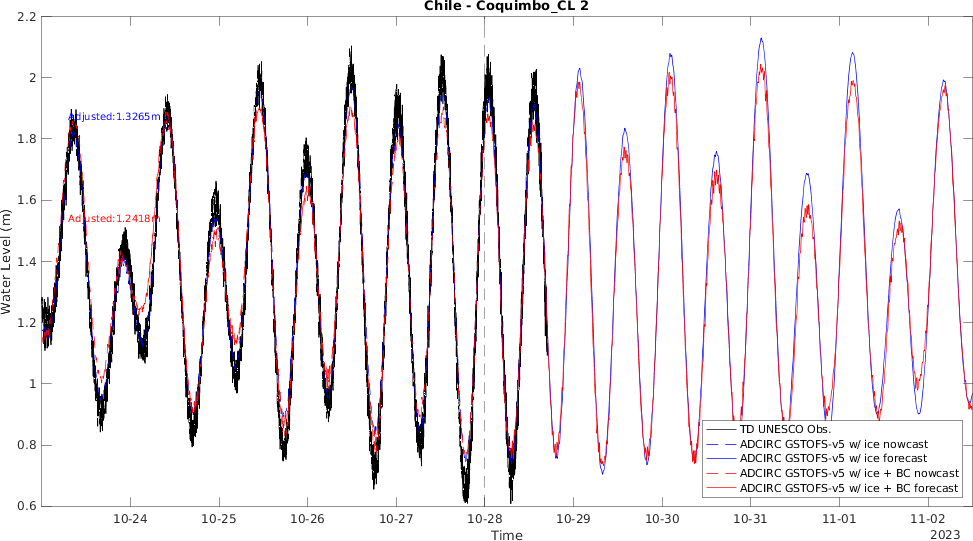 Chile - Coquimbo_CL 2
2.2
2
1.8
1.6
1.4
1.2
1
0.8
0.6
Water Level (m)
Adjusted:1.3265m
Adjusted:1.2418m
TD UNESCO Obs.
ADCIRC GSTOFS-v5 w/ ice nowcast
ADCIRC GSTOFS-v5 w/ ice forecast
ADCIRC GSTOFS-v5 w/ ice + BC nowcast
ADCIRC GSTOFS-v5 w/ ice + BC forecast
10-24 10-25 10-26 10-27 10-28 10-29 10-30 10-31 11-01 11-02
Time
2023